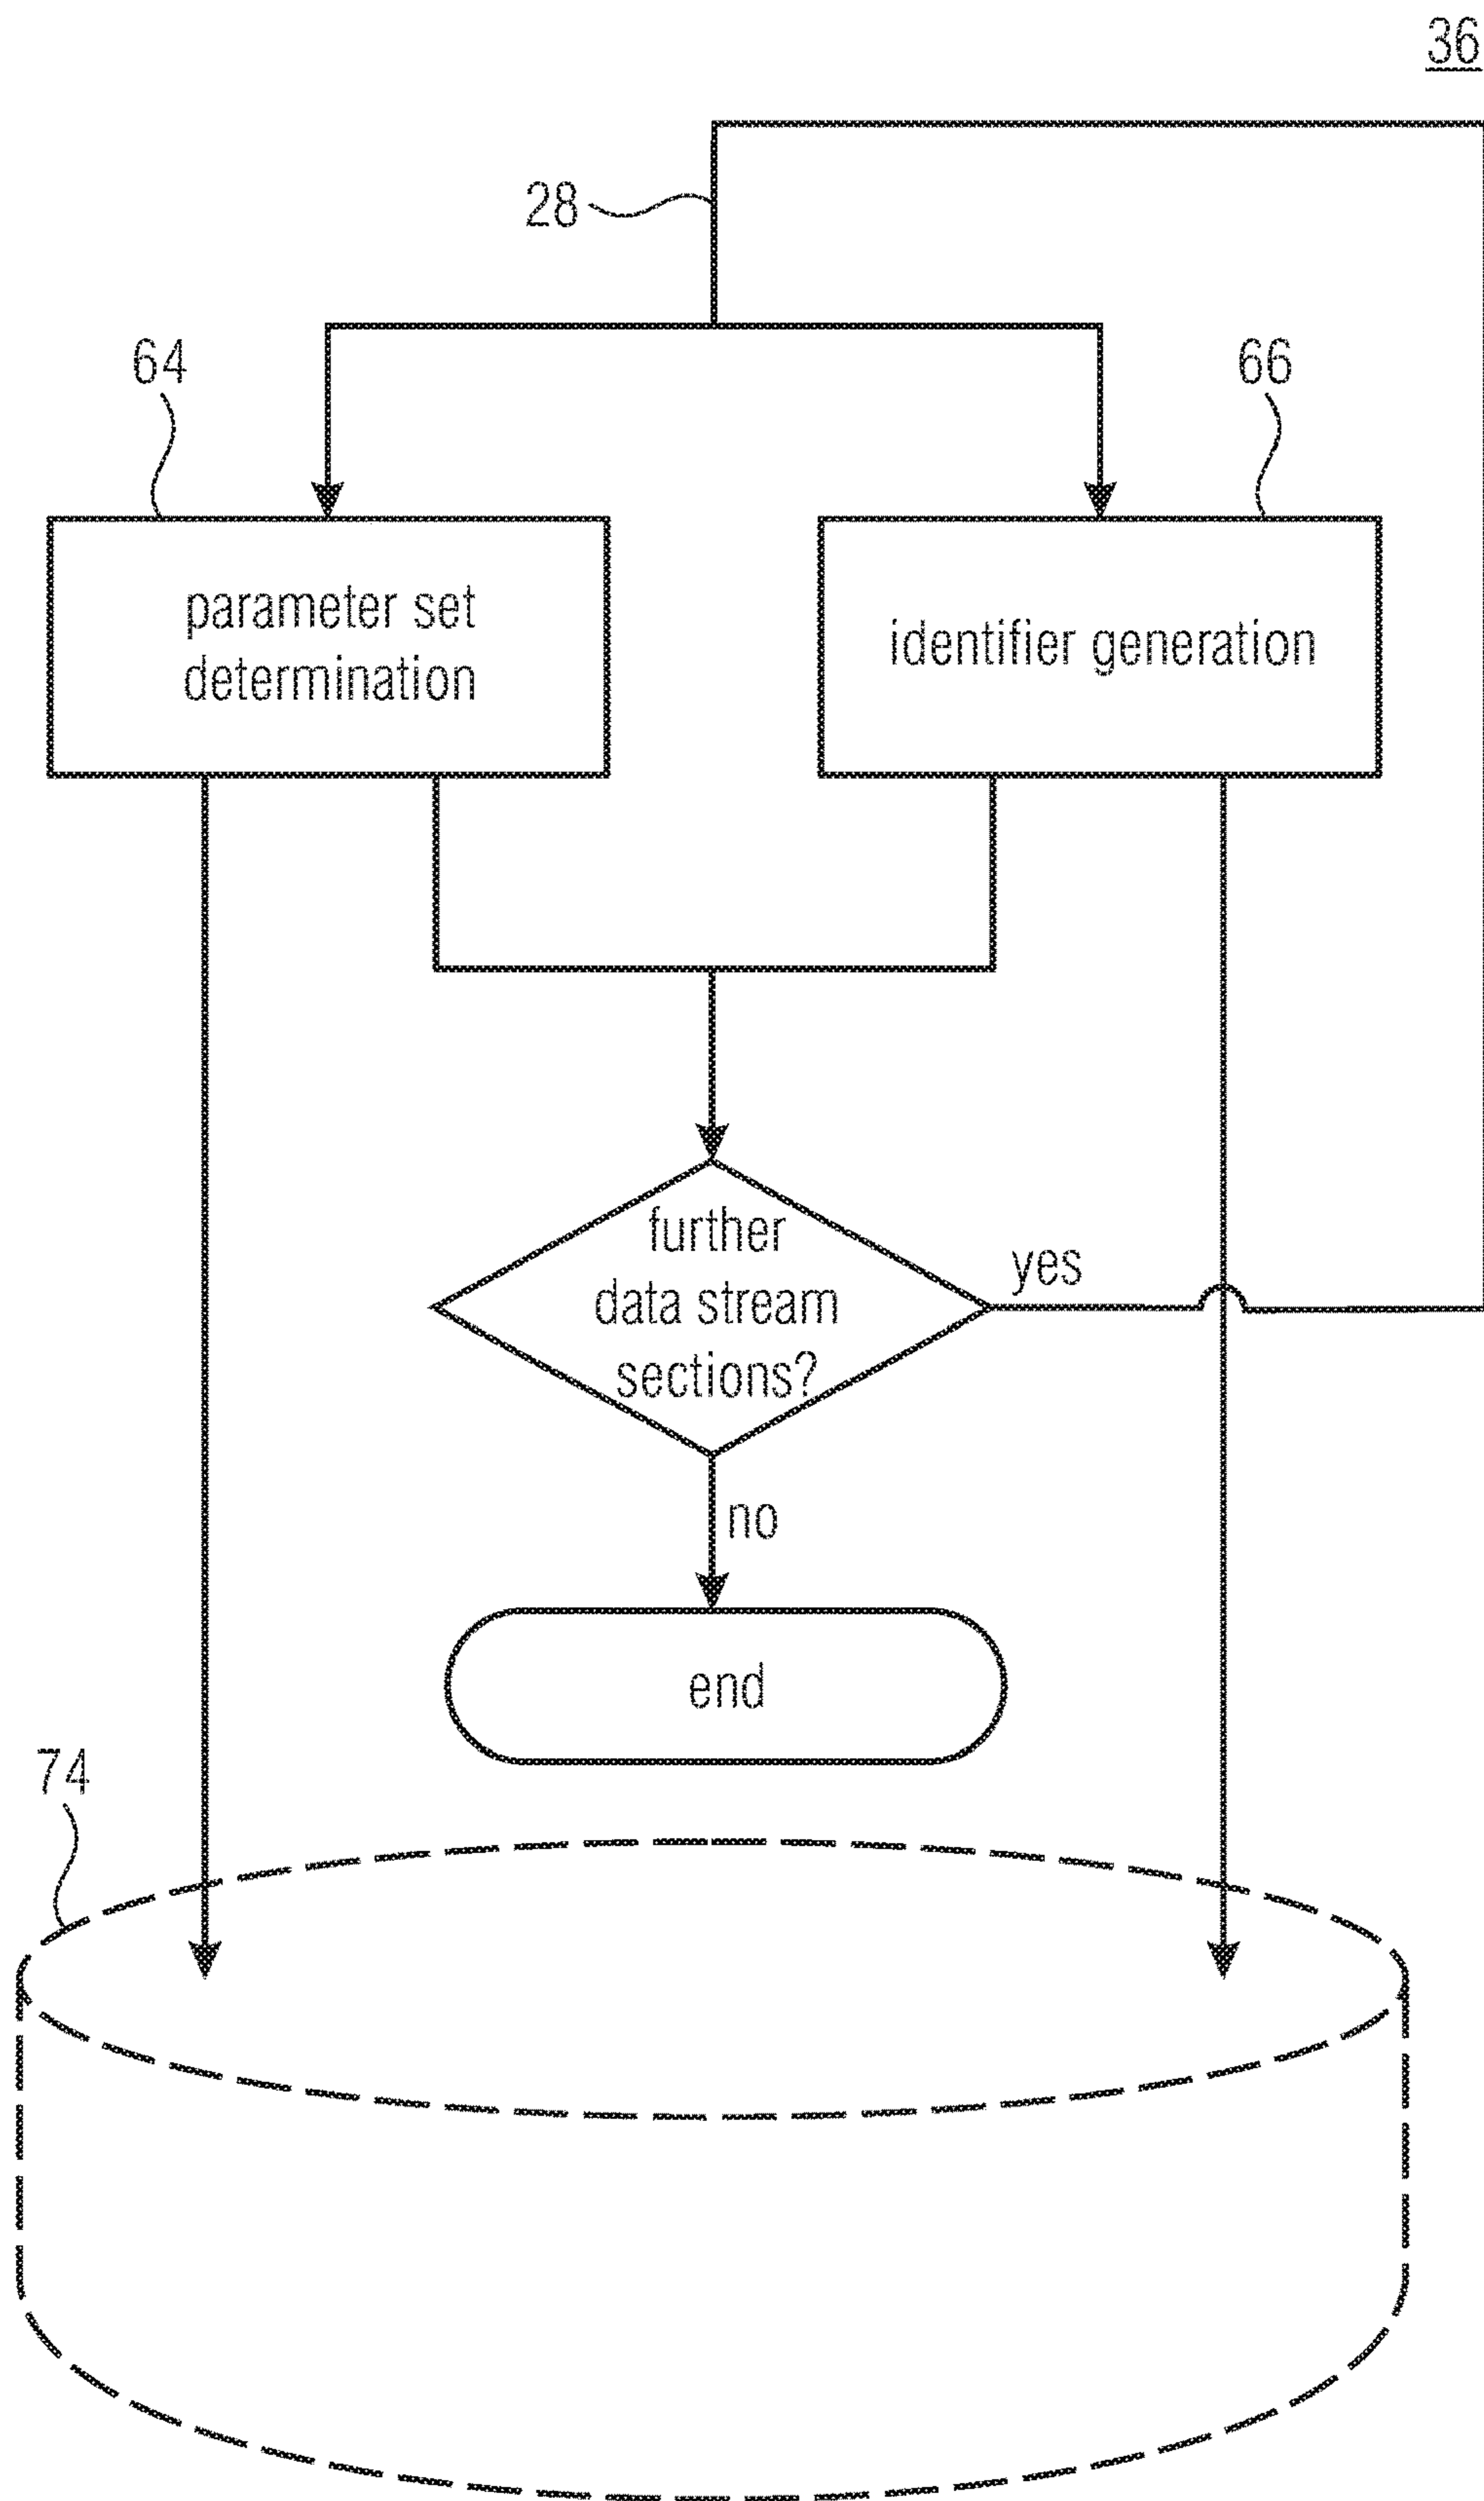 36
28
64
66
parameter set
determination
identifier generation
further
data stream
sections?
yes
no
end
74